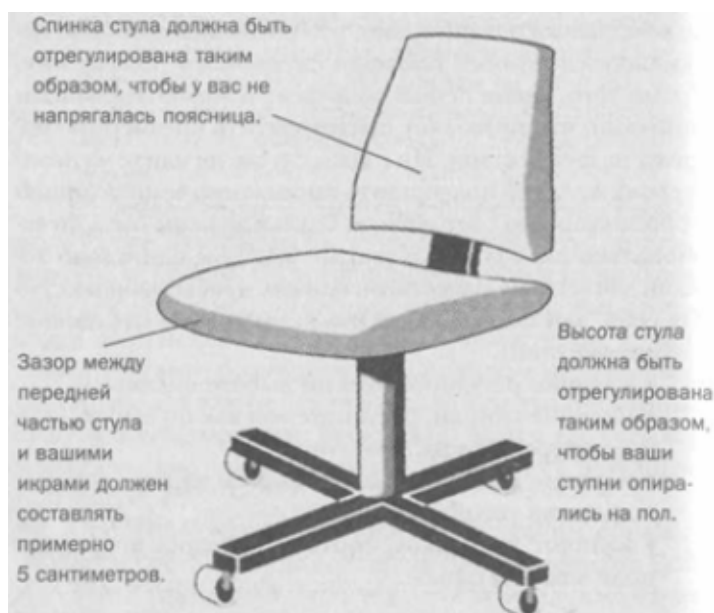 Спинка стула должна быть
отрегулирована таким
образом, чтобы у вас не
напрягалась поясница.
Зазор между
передней
частью стула
и вашими
икрами должен
составлять
примерно
5 сантиметров.
Высота стула
должна быть
отрегулирована
таким образом,
чтобы ваши
ступни опира-
лись на пол.